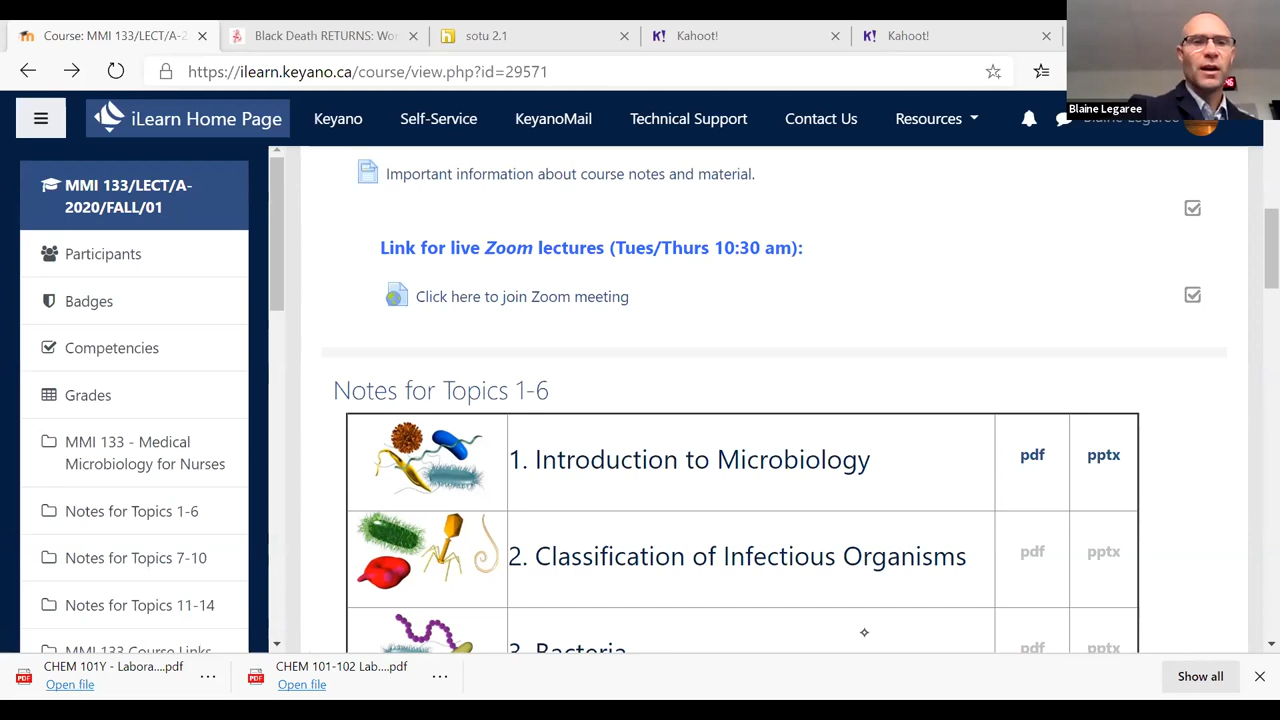 Course: MMI 133/LECT/A-2
Black Death RETURNS: Wo
sotu 2.1
Kahoot!
Kahoot!
https://ilearn.keyano.ca/course/view.php?id=29571
Blaine Legaree
iLearn Home Page
Keyano
Self-Service
KeyanoMail
Technical Support
Contact Us
Resources
MMI 133/LECT/A-
2020/FALL/01
Participants
Badges
Competencies
Grades
MMI 133 - Medical
Microbiology for Nurses
Notes for Topics 1-6
Notes for Topics 7-10
Notes for Topics 11-14
MMI 133 Course Links
Important information about course notes and material.
Link for live Zoom lectures (Tues/Thurs 10:30 am):
Click here to join Zoom meeting
Notes for Topics 1-6
1. Introduction to Microbiology pdf pptx
2. Classification of Infectious Organisms pdf pptx
3. Bacteria pdf pptx
CHEM 101Y - Labora....pdf
Open file
CHEM 101-102 Lab....pdf
Open file
Show all